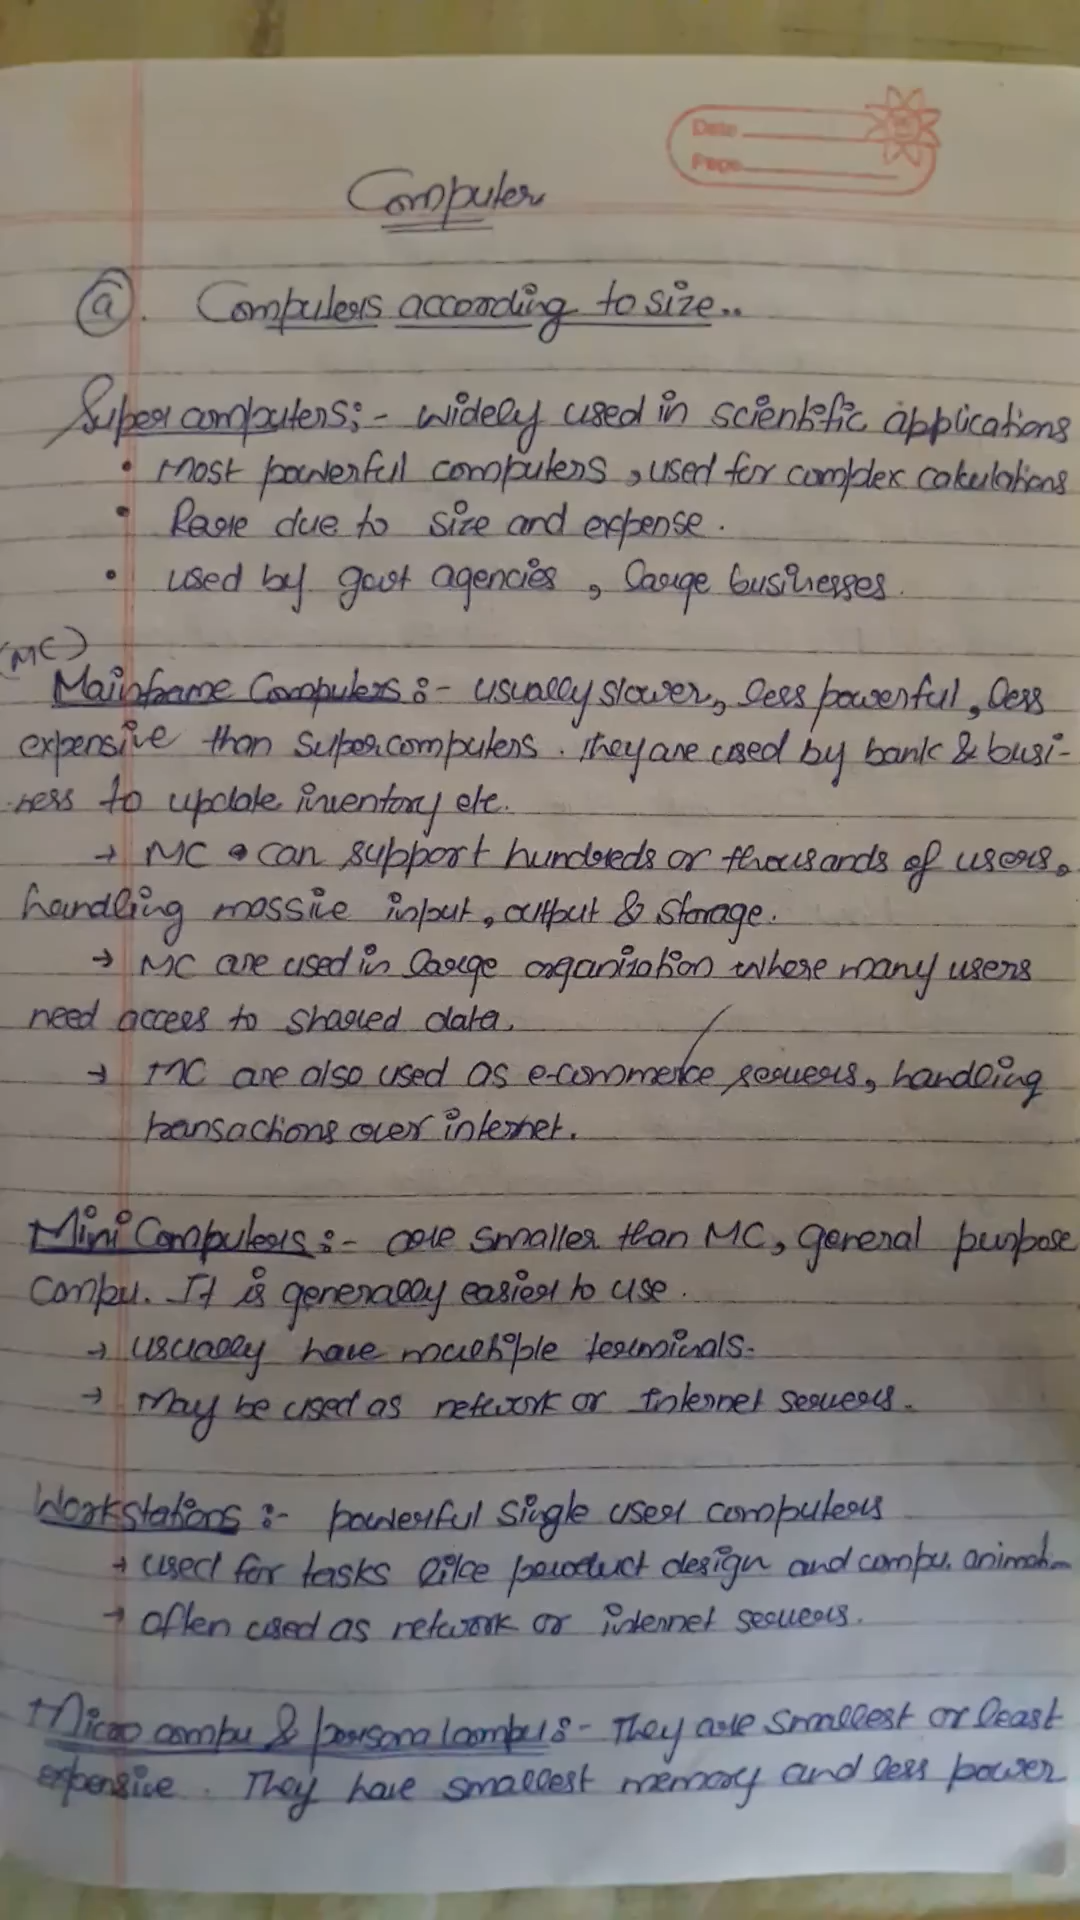 Date
Page
Computer
(a). Computers according to size..
Super computers:- widely used in scientific applications
• Most powerful computers, used for complex calculations
• Rare due to size and expense.
• used by govt agencies, large businesses.
(MC)
Mainframe Computers:- usually slower, less powerful, less
expensive than supercomputers. They are used by bank & busi-
ness to update inventory etc.
→ MC can support hundreds or thousands of users,
handling massive input, output & storage.
→ MC are used in large organization where many users
need access to shared data.
→ MC are also used as e-commerce servers, handling
transactions over internet.
Mini Computers:- are smaller than MC, general purpose
compu. It is generally easier to use.
→ usually have multiple terminals.
→ May be used as network or Internet servers.
Workstations:- powerful single user computers
→ used for tasks like product design and compu. animation
→ often used as network or internet servers.
Micro compu & personal compu:- They are smallest or least
expensive. They have smallest memory and less power